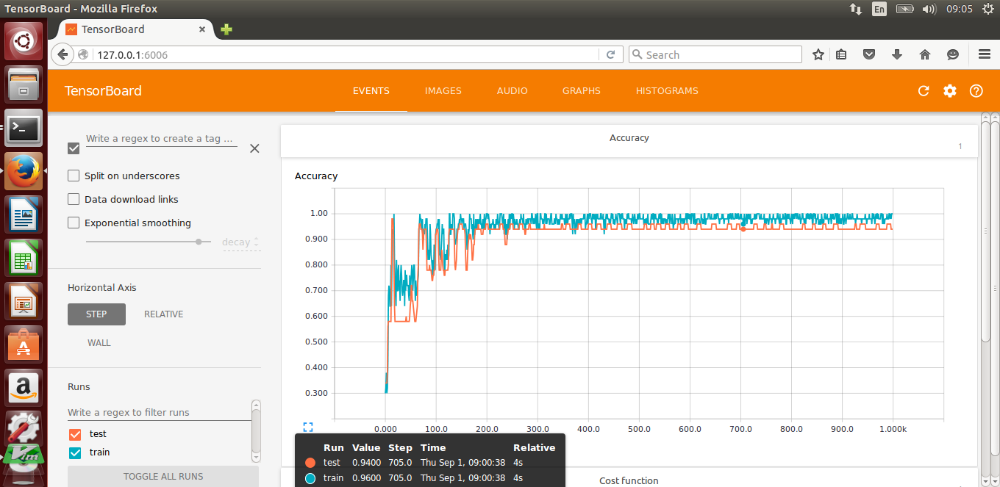 TensorBoard - Mozilla Firefox
En
09:05
TensorBoard
127.0.0.1:6006
Search
TensorBoard
EVENTS
IMAGES
AUDIO
GRAPHS
HISTOGRAMS
Write a regex to create a tag ...
Split on underscores
Data download links
Exponential smoothing
decay
Horizontal Axis
STEP
RELATIVE
WALL
Runs
Write a regex to filter runs
test
train
TOGGLE ALL RUNS
Accuracy
1
Accuracy
1.00
0.900
0.800
0.700
0.600
0.500
0.400
0.300
0.000 100.0 200.0 300.0 400.0 500.0 600.0 700.0 800.0 900.0 1.000k
Run Value Step Time Relative
test 0.9400 705.0 Thu Sep 1, 09:00:38 4s
train 0.9600 705.0 Thu Sep 1, 09:00:38 4s
Cost function
a
Vim